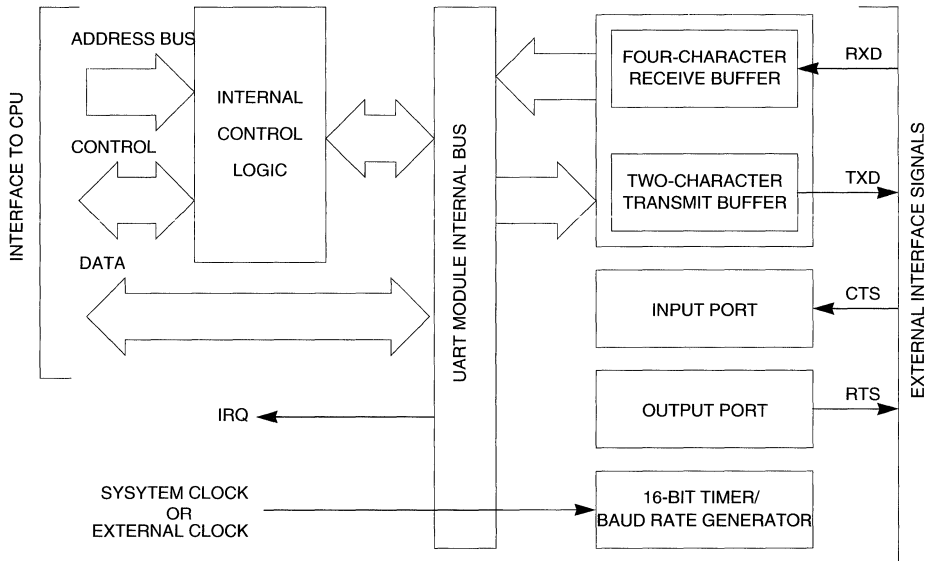 INTERFACE TO CPU
ADDRESS BUS
CONTROL
DATA
INTERNAL
CONTROL
LOGIC
IRQ
SYSYTEM CLOCK
OR
EXTERNAL CLOCK
UART MODULE INTERNAL BUS
FOUR-CHARACTER
RECEIVE BUFFER
TWO-CHARACTER
TRANSMIT BUFFER
INPUT PORT
OUTPUT PORT
16-BIT TIMER/
BAUD RATE GENERATOR
RXD
TXD
CTS
RTS
EXTERNAL INTERFACE SIGNALS